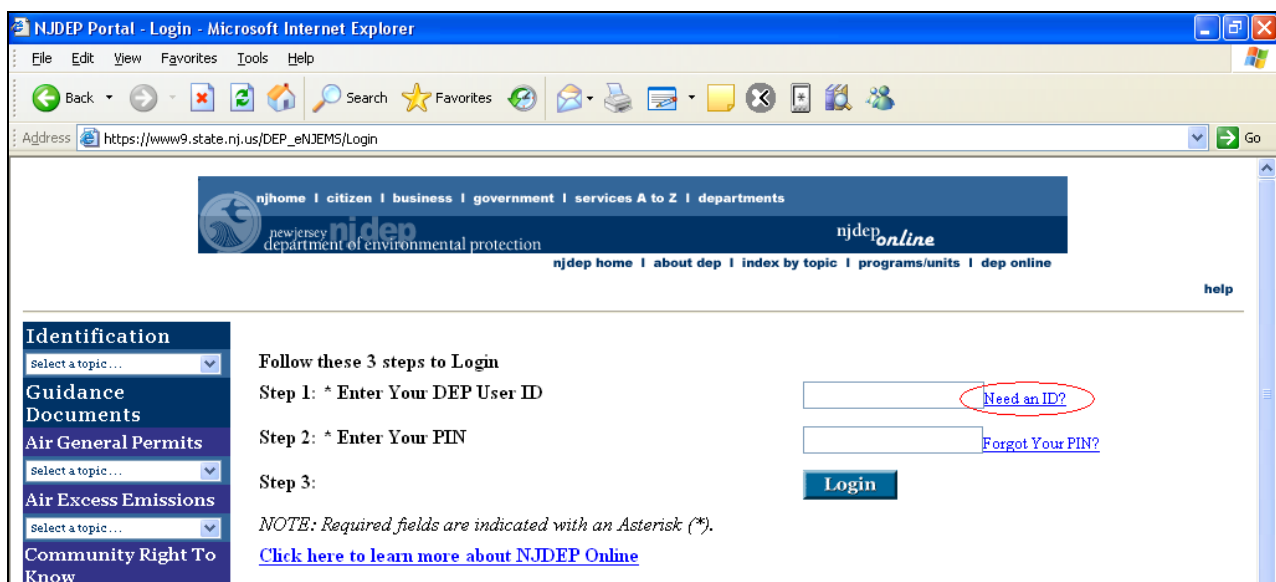 NJDEP Portal - Login - Microsoft Internet Explorer
File Edit View Favorites Tools Help
Back Search Favorites
Address https://www9.state.nj.us/DEP_eNJEMS/Login Go
njhome I citizen I business I government I services A to Z I departments
newjersey njdep
department of environmental protection
njdeponline
njdep home I about dep I index by topic I programs/units I dep online
help
Identification
Select a topic...
Guidance
Documents
Air General Permits
Select a topic...
Air Excess Emissions
Select a topic...
Community Right To
Know
Follow these 3 steps to Login
Step 1: * Enter Your DEP User ID Need an ID?
Step 2: * Enter Your PIN Forgot Your PIN?
Step 3: Login
NOTE: Required fields are indicated with an Asterisk (*).
Click here to learn more about NJDEP Online